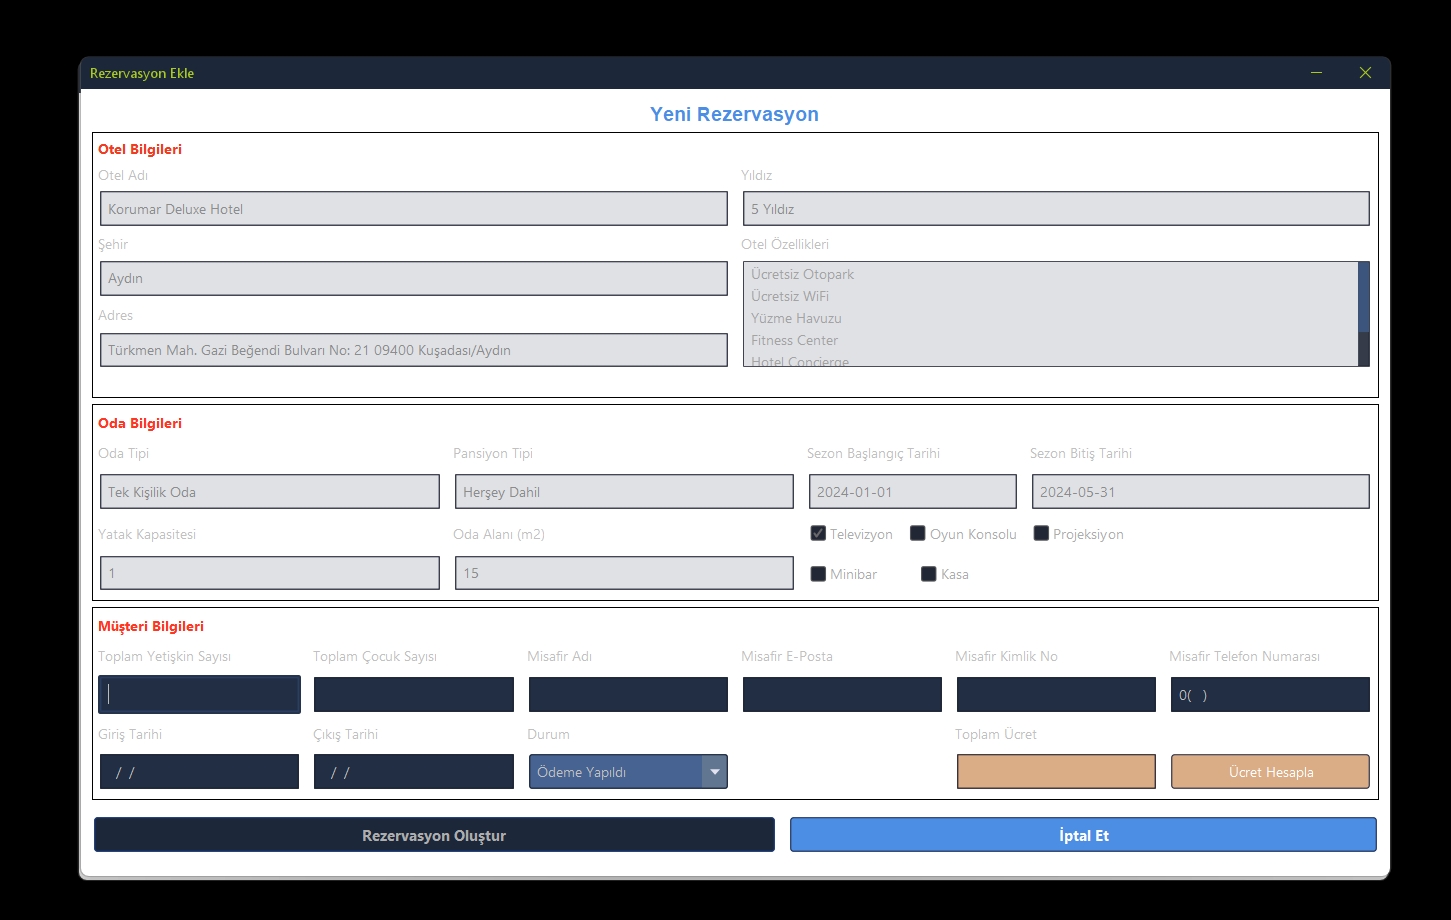 Rezervasyon Ekle
Yeni Rezervasyon
Otel Bilgileri
Otel Adı
Yıldız
Korumar Deluxe Hotel
5 Yıldız
Şehir
Otel Özellikleri
Aydın
Ücretsiz Otopark
Ücretsiz WiFi
Yüzme Havuzu
Fitness Center
Hotel Concierge
Adres
Türkmen Mah. Gazi Beğendi Bulvarı No: 21 09400 Kuşadası/Aydın
Oda Bilgileri
Oda Tipi
Pansiyon Tipi
Sezon Başlangıç Tarihi
Sezon Bitiş Tarihi
Tek Kişilik Oda
Herşey Dahil
2024-01-01
2024-05-31
Yatak Kapasitesi
Oda Alanı (m2)
Televizyon
Oyun Konsolu
Projeksiyon
1
15
Minibar
Kasa
Müşteri Bilgileri
Toplam Yetişkin Sayısı
Toplam Çocuk Sayısı
Misafir Adı
Misafir E-Posta
Misafir Kimlik No
Misafir Telefon Numarası
0(   )
Giriş Tarihi
Çıkış Tarihi
Durum
Toplam Ücret
/ /
/ /
Ödeme Yapıldı
Ücret Hesapla
Rezervasyon Oluştur
İptal Et